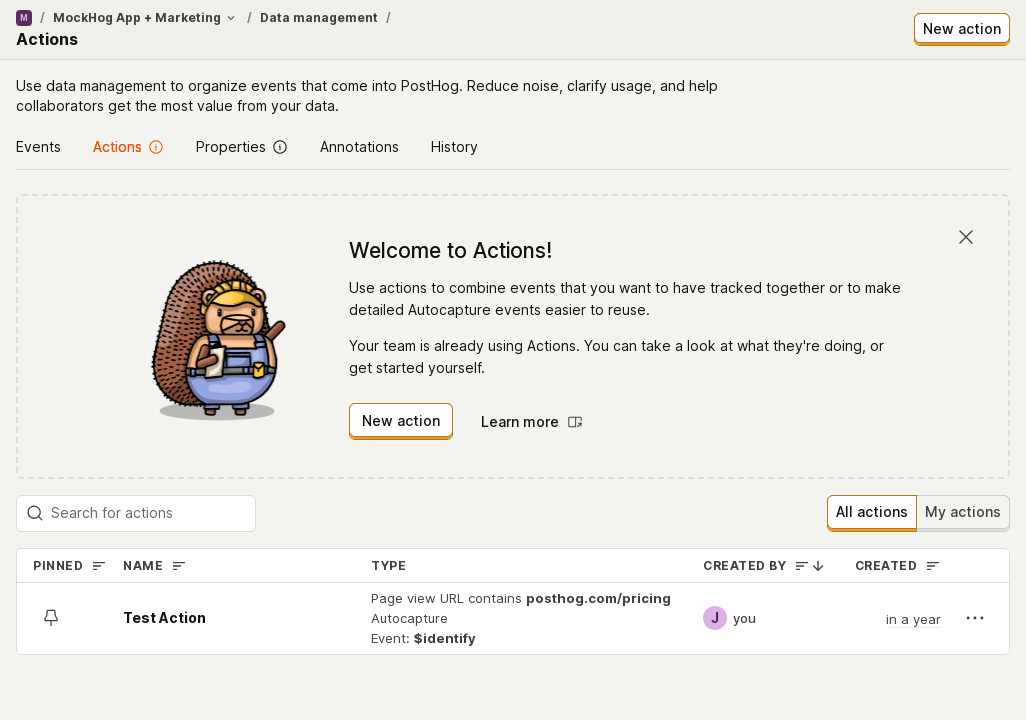 M / MockHog App + Marketing / Data management /
Actions
New action
Use data management to organize events that come into PostHog. Reduce noise, clarify usage, and help
collaborators get the most value from your data.
Events Actions Properties Annotations History
Welcome to Actions!
Use actions to combine events that you want to have tracked together or to make
detailed Autocapture events easier to reuse.
Your team is already using Actions. You can take a look at what they're doing, or
get started yourself.
New action Learn more
Search for actions All actions My actions
PINNED NAME TYPE CREATED BY CREATED
Page view URL contains posthog.com/pricing
Test Action Autocapture J you in a year
Event: $identify